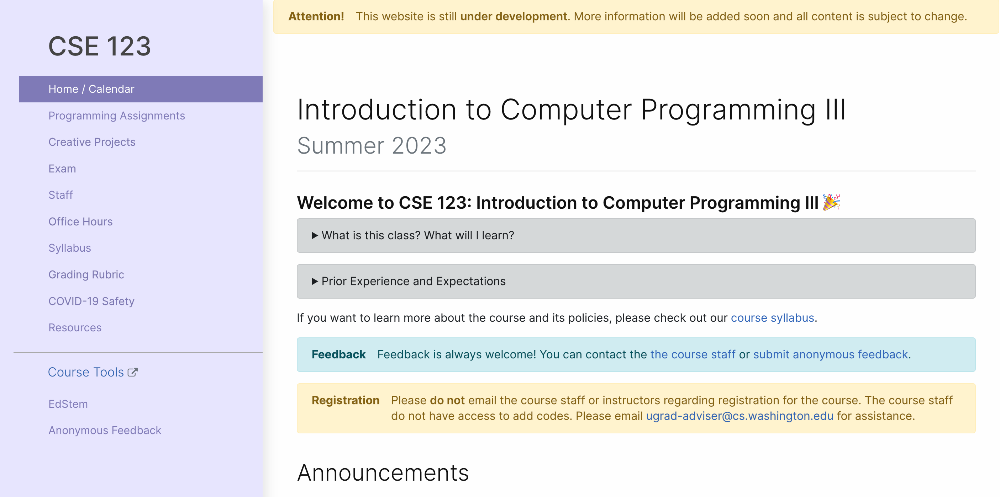 Attention! This website is still under development. More information will be added soon and all content is subject to change.
CSE 123
Home / Calendar
Programming Assignments
Creative Projects
Exam
Staff
Office Hours
Syllabus
Grading Rubric
COVID-19 Safety
Resources
Course Tools
EdStem
Anonymous Feedback
Introduction to Computer Programming III
Summer 2023
Welcome to CSE 123: Introduction to Computer Programming III 🎉
▶ What is this class? What will I learn?
▶ Prior Experience and Expectations
If you want to learn more about the course and its policies, please check out our course syllabus.
Feedback Feedback is always welcome! You can contact the the course staff or submit anonymous feedback.
Registration Please do not email the course staff or instructors regarding registration for the course. The course staff
do not have access to add codes. Please email ugrad-adviser@cs.washington.edu for assistance.
Announcements